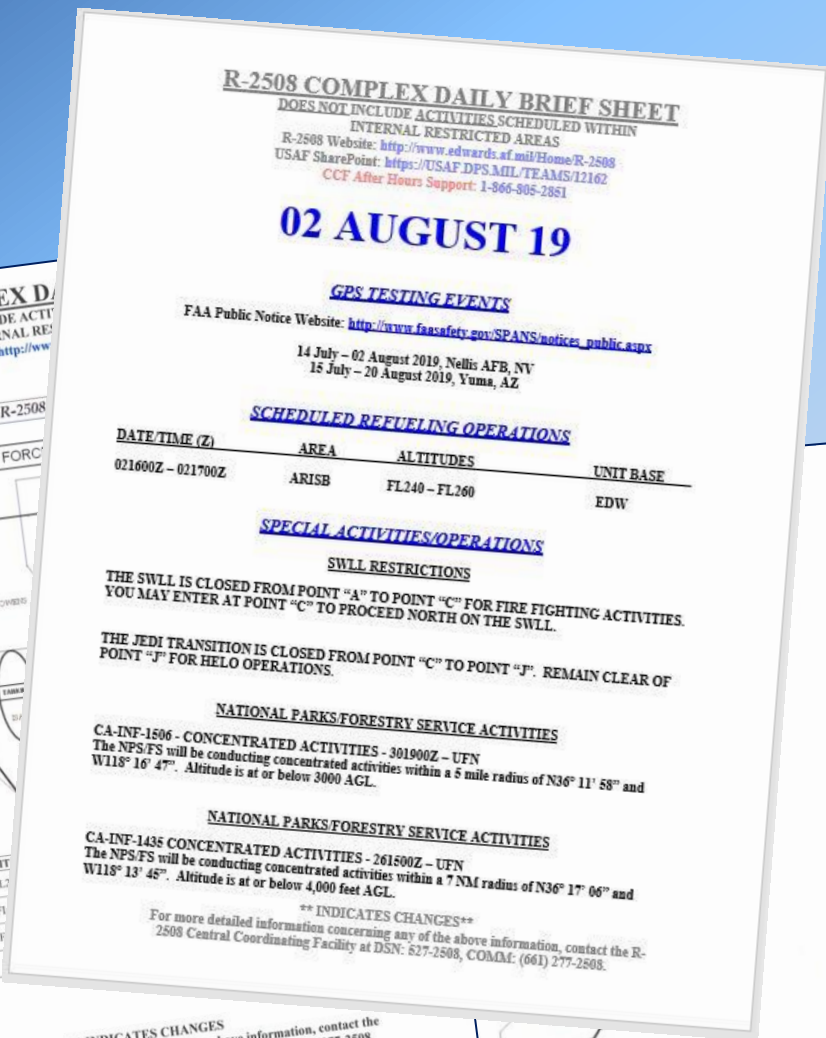 R-2508 COMPLEX DAILY BRIEF SHEET
DOES NOT INCLUDE ACTIVITIES SCHEDULED WITHIN
INTERNAL RESTRICTED AREAS
R-2508 Website: http://www.edwards.af.mil/Home/R-2508
USAF SharePoint: https://USAF.DPS.MIL/TEAMS/12162
CCF After Hours Support: 1-866-805-2851
02 AUGUST 19
GPS TESTING EVENTS
FAA Public Notice Website: http://www.faasafety.gov/SPANS/notices_public.aspx
14 July – 02 August 2019, Nellis AFB, NV
15 July – 20 August 2019, Yuma, AZ
SCHEDULED REFUELING OPERATIONS
DATE/TIME (Z) AREA ALTITUDES UNIT BASE
021600Z – 021700Z ARISB FL240 – FL260 EDW
SPECIAL ACTIVITIES/OPERATIONS
SWLL RESTRICTIONS
THE SWLL IS CLOSED FROM POINT “A” TO POINT “C” FOR FIRE FIGHTING ACTIVITIES.
YOU MAY ENTER AT POINT “C” TO PROCEED NORTH ON THE SWLL.
THE JEDI TRANSITION IS CLOSED FROM POINT “C” TO POINT “J”. REMAIN CLEAR OF
POINT “J” FOR HELO OPERATIONS.
NATIONAL PARKS/FORESTRY SERVICE ACTIVITIES
CA-INF-1506 - CONCENTRATED ACTIVITIES - 301900Z – UFN
The NPS/FS will be conducting concentrated activities within a 5 mile radius of N36° 11’ 58” and
W118° 16’ 47”. Altitude is at or below 3000 AGL.
NATIONAL PARKS/FORESTRY SERVICE ACTIVITIES
CA-INF-1435 CONCENTRATED ACTIVITIES - 261500Z – UFN
The NPS/FS will be conducting concentrated activities within a 7 NM radius of N36° 17’ 06” and
W118° 13’ 45”. Altitude is at or below 4,000 feet AGL.
** INDICATES CHANGES**
For more detailed information concerning any of the above information, contact the R-
2508 Central Coordinating Facility at DSN: 527-2508, COMM: (661) 277-2508.
EX DA
DE ACTI
NAL RE
http://ww
R-2508
FORC
INDICATES CHANGES
information, contact the